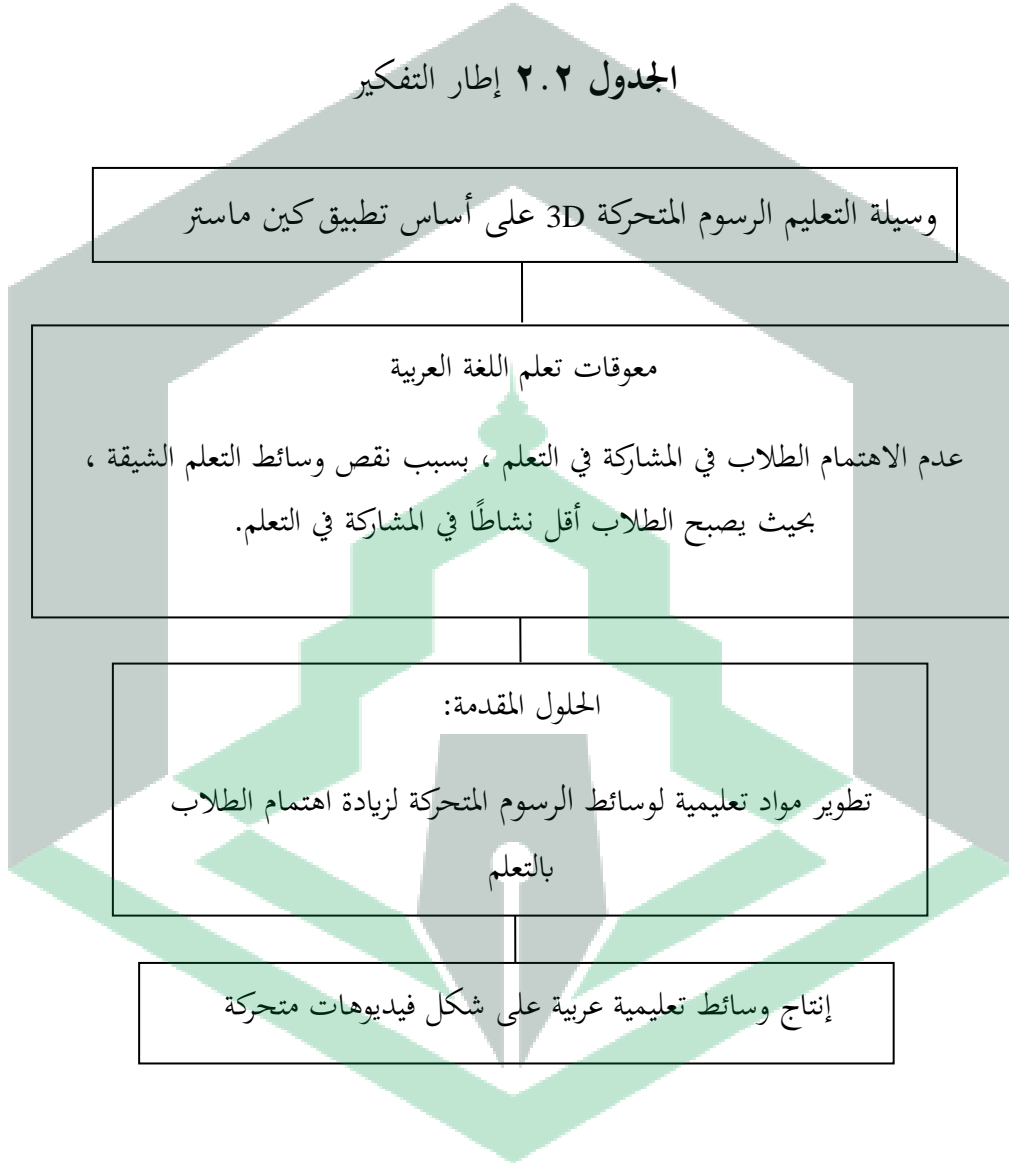 الجدول ٢.٢ إطار التفكير
وسيلة التعليم الرسوم المتحركة 3D على أساس تطبيق كين ماستر
معوقات تعلم اللغة العربية
عدم الاهتمام الطلاب في المشاركة في التعلم ، بسبب نقص وسائط التعلم الشيقة ،
بحيث يصبح الطلاب أقل نشاطًا في المشاركة في التعلم.
الحلول المقدمة:
تطوير مواد تعليمية لوسائط الرسوم المتحركة لزيادة اهتمام الطلاب
بالتعلم
إنتاج وسائط تعليمية عربية على شكل فيديوهات متحركة